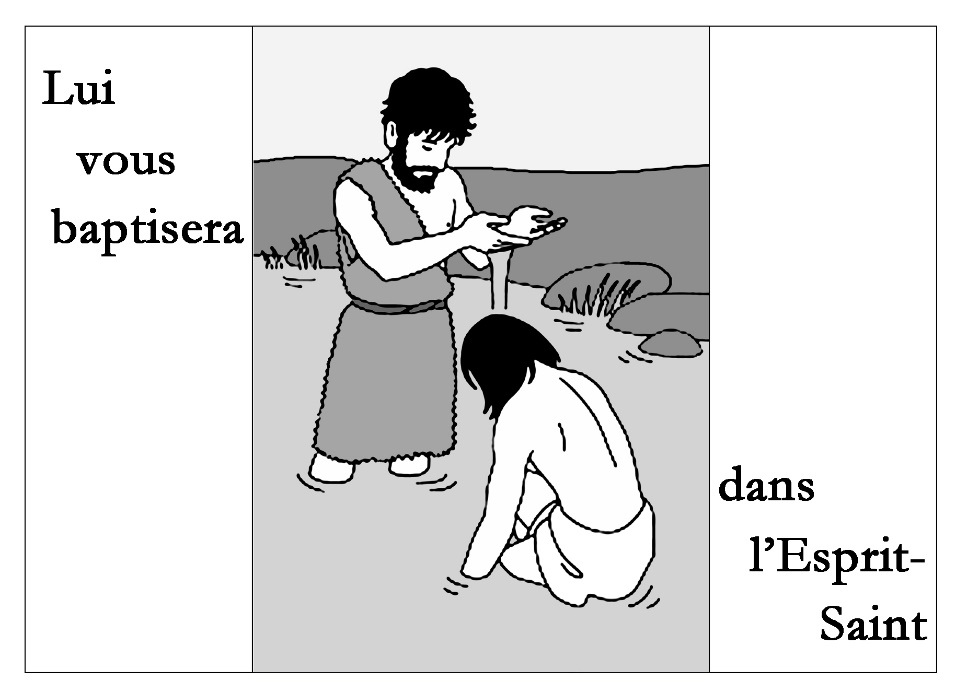 Lui
vous
baptisera
dans
l’Esprit-
Saint